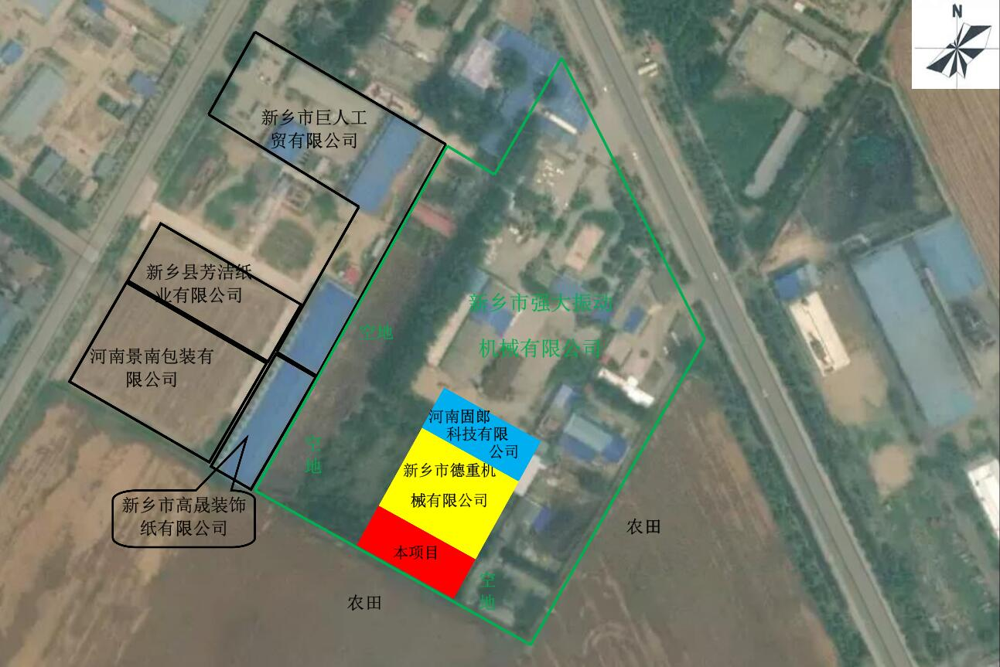 N
新乡市巨人工
贸有限公司
新乡县芳洁纸
业有限公司
河南景南包装有
限公司
新乡市强大振动
机械有限公司
空地
空
地
河南固郎
科技有限
公司
新乡市德重机
械有限公司
新乡市高晟装饰
纸有限公司
本项目
农田
空
地
农田